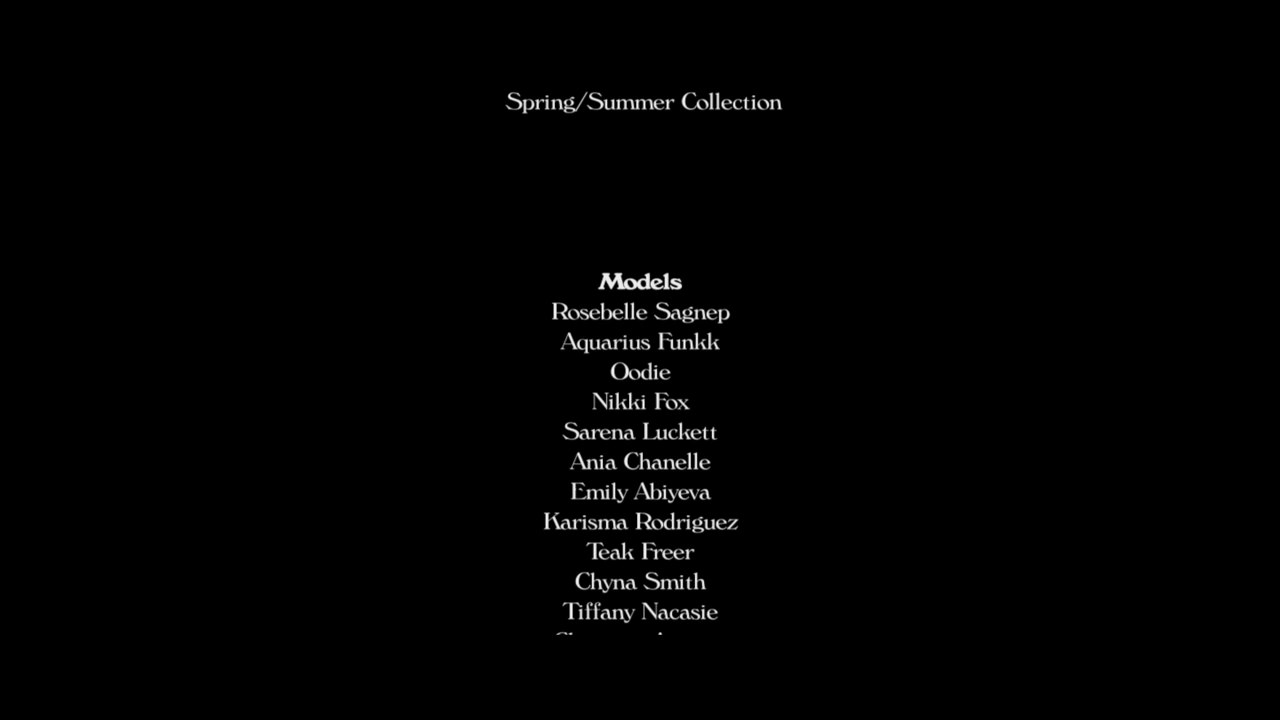 Spring/Summer Collection
Models
Rosebelle Sagnep
Aquarius Funkk
Oodie
Nikki Fox
Sarena Luckett
Ania Chanelle
Emily Abiyeva
Karisma Rodriguez
Teak Freer
Chyna Smith
Tiffany Nacasie